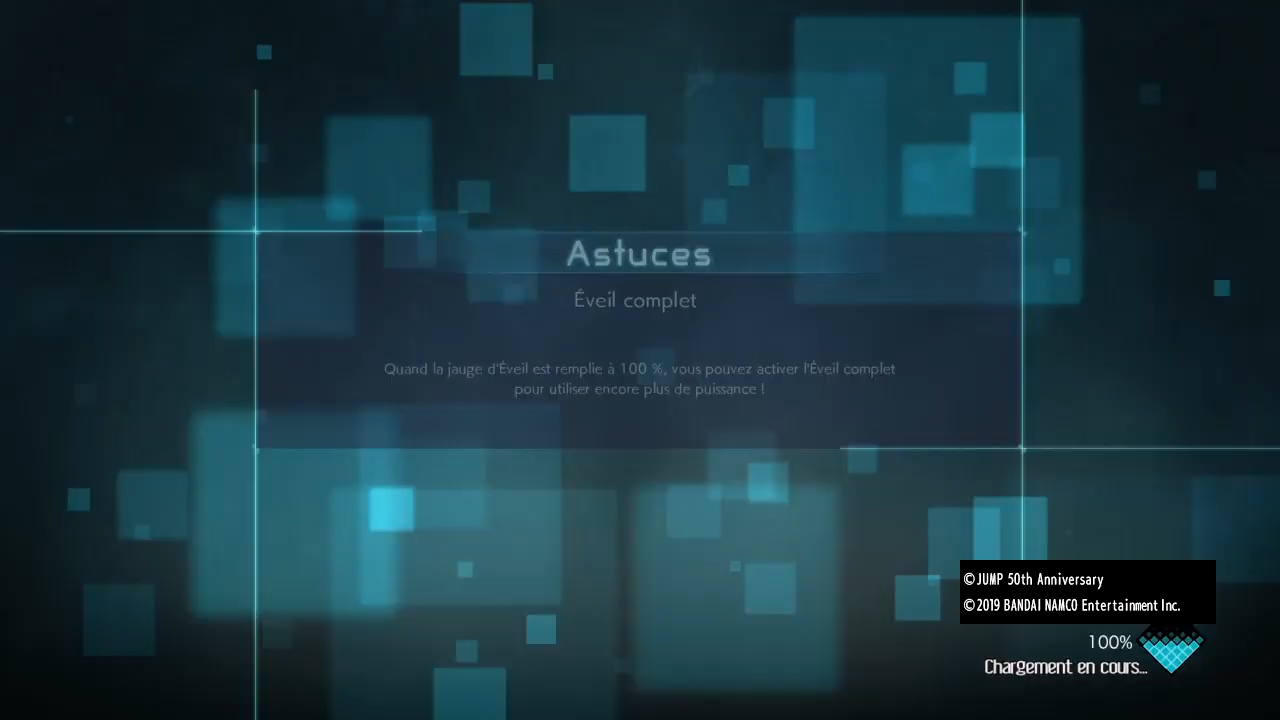 Astuces
Éveil complet
Quand la jauge d'Éveil est remplie à 100 %, vous pouvez activer l'Éveil complet
pour utiliser encore plus de puissance !
©JUMP 50th Anniversary
©2019 BANDAI NAMCO Entertainment Inc.
100%
Chargement en cours...